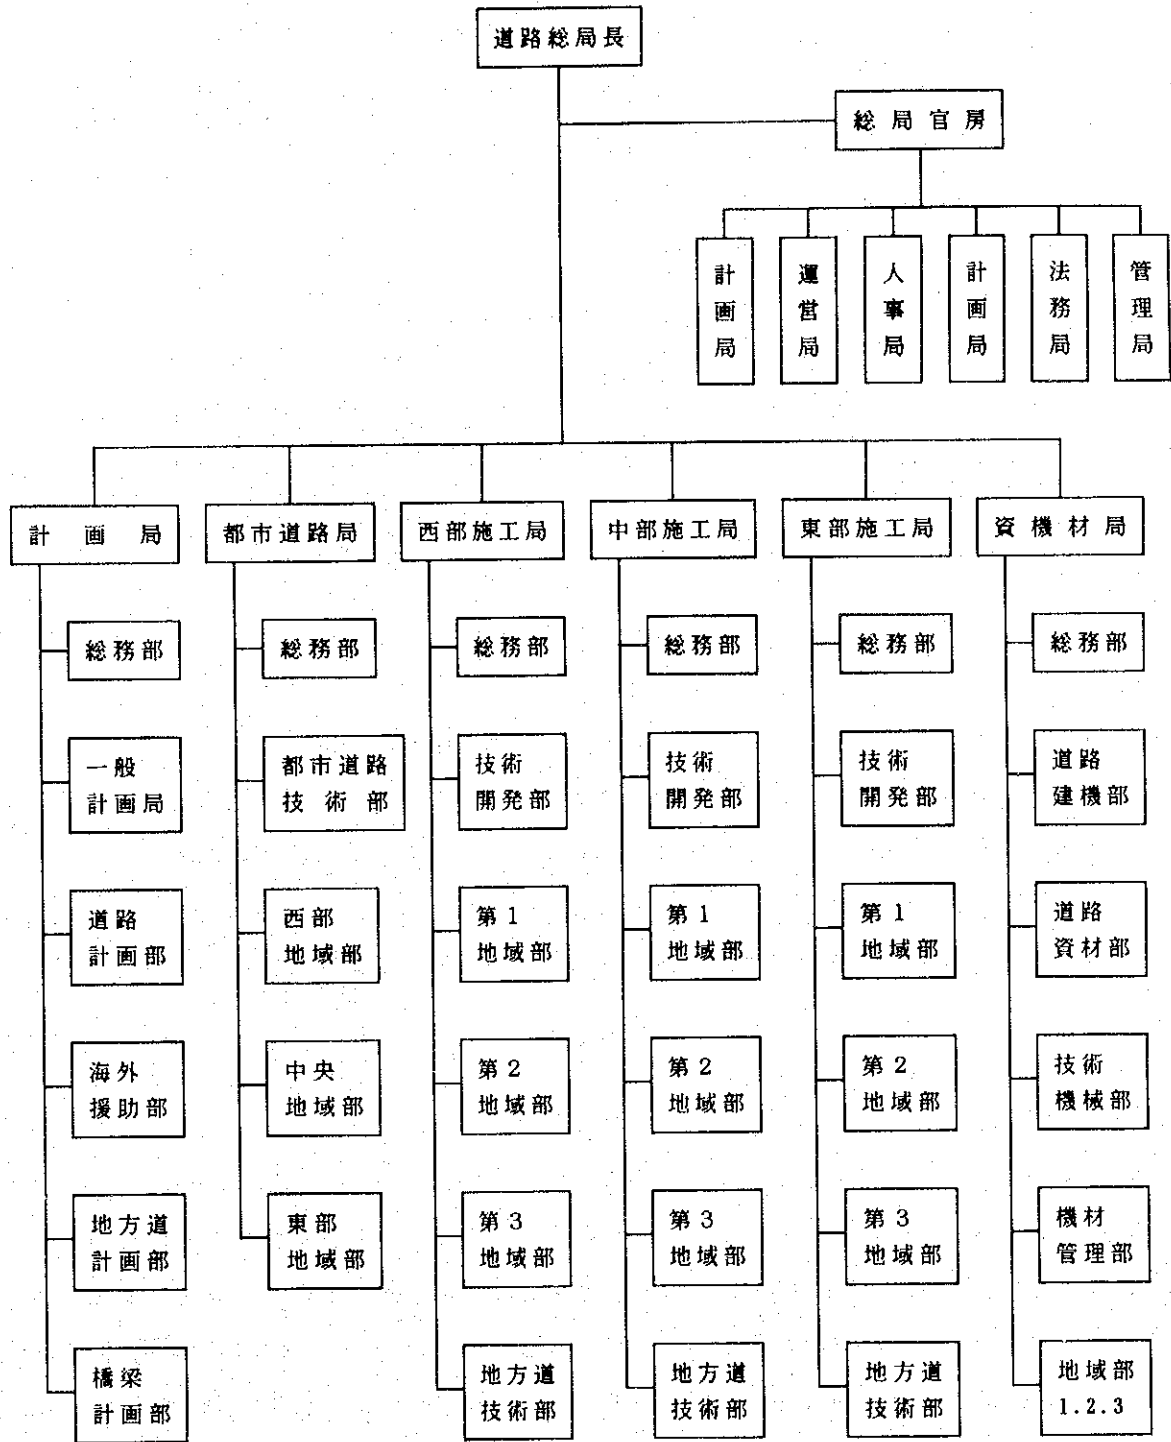 道路総局長
総局官房
計画局
運営局
人事局
計画局
法務局
管理局
計画局
都市道路局
西部施工局
中部施工局
東部施工局
資機材局
総務部
一般
計画局
道路
計画部
海外
援助部
地方道
計画部
橋梁
計画部
総務部
都市道路
技術部
西部
地域部
中央
地域部
東部
地域部
総務部
技術
開発部
第1
地域部
第2
地域部
第3
地域部
地方道
技術部
総務部
技術
開発部
第1
地域部
第2
地域部
第3
地域部
地方道
技術部
総務部
技術
開発部
第1
地域部
第2
地域部
第3
地域部
地方道
技術部
総務部
道路
建機部
道路
資材部
技術
機械部
機材
管理部
地域部
1.2.3